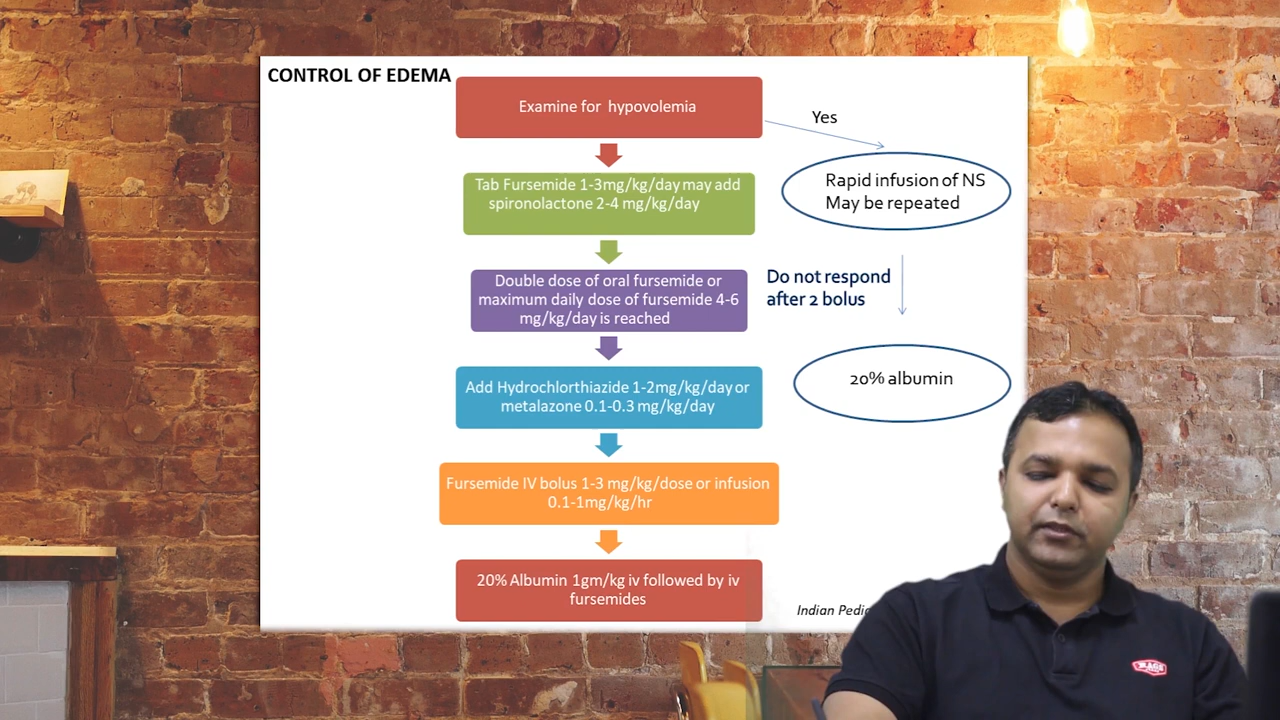 CONTROL OF EDEMA
Examine for hypovolemia
Yes
Rapid infusion of NS
May be repeated
Tab Fursemide 1-3mg/kg/day may add
spironolactone 2-4 mg/kg/day
Double dose of oral fursemide or
maximum daily dose of fursemide 4-6
mg/kg/day is reached
Do not respond
after 2 bolus
Add Hydrochlorthiazide 1-2mg/kg/day or
metalazone 0.1-0.3 mg/kg/day
20% albumin
Fursemide IV bolus 1-3 mg/kg/dose or infusion
0.1-1mg/kg/hr
20% Albumin 1gm/kg iv followed by iv
fursemides
Indian